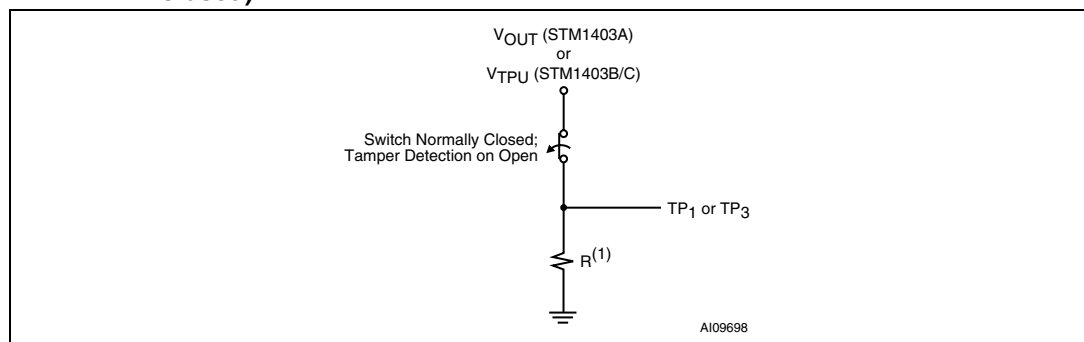 VOUT (STM1403A)
or
VTPU (STM1403B/C)
Switch Normally Closed;
Tamper Detection on Open
TP1 or TP3
R(1)
AI09698